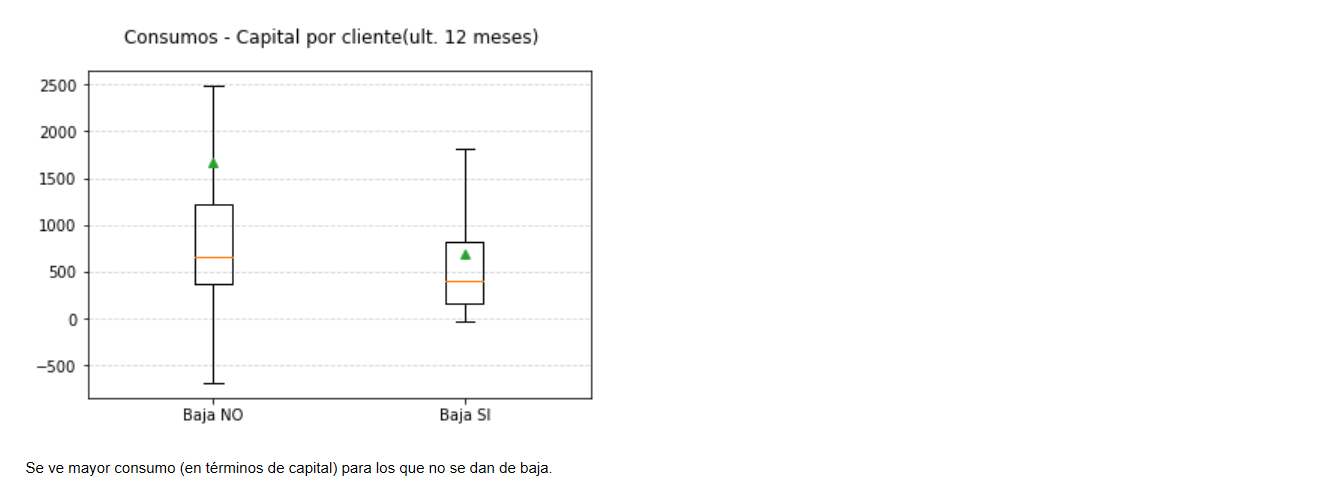 Consumos - Capital por cliente(ult. 12 meses)
2500
2000
1500
1000
500
0
−500
Baja NO Baja SI
Se ve mayor consumo (en términos de capital) para los que no se dan de baja.